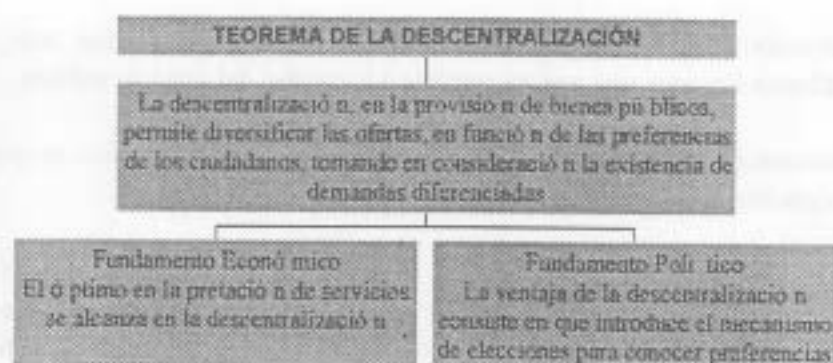 TEOREMA DE LA DESCENTRALIZACIÓN
La descentralizació n, en la provisió n de bienes pú blicos,
permite diversificar las ofertas, en funció n de las preferencias
de los ciudadanos, tomando en consideració n la existencia de
demandas diferenciadas
Fundamento Econó mico
El ó ptimo en la pretació n de servicios
se alcanza en la descentralizació n
Fundamento Polí tico
La ventaja de la descentralizació n
consiste en que introduce el mecanismo
de elecciones para conocer preferencias